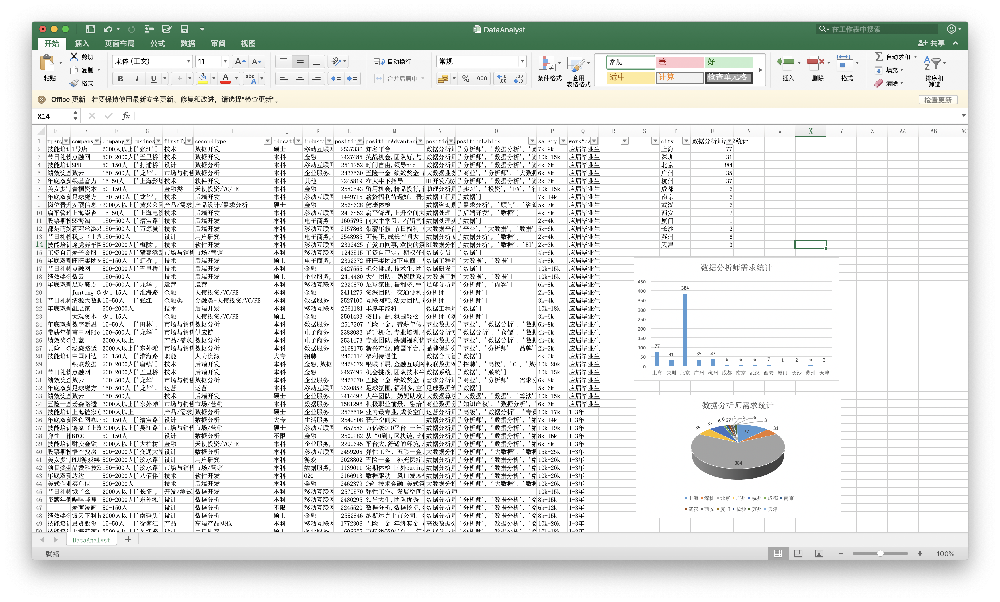 DataAnalyst
在工作表中搜索
开始 插入 页面布局 公式 数据 审阅 视图
共享
粘贴 剪切 复制 格式
宋体 (正文) 11 A A
B I U A abc A
自动换行
合并后居中
常规
% 000 .0 .00 .00 .0
条件格式 套用 表格格式
常规 差 好
适中 计算 检查单元格
插入 删除 格式
自动求和 填充 清除
排序和 筛选
Office 更新 若要保持使用最新安全更新、修复和改进，请选择“检查更新”。 检查更新
X14 fx
D E F G H I J K L M N O P Q R S T U V W X Y Z AA AB AC
1 mpany company company busines firstTy secondType educati industr positio positionAdvantag positio positionLables salary workYea city 数据分析师需求统计
2 技能培训 1号店 2000人以上 ['张江'] 技术 数据开发 硕士 移动互联网 2537336 知名平台 数据分析师 ['分析师', '数据分析', '数 7k-9k 应届毕业生 上海 77
3 节日礼物 点融网 500-2000人 ['五里桥' 技术 数据开发 本科 金融 2427485 挑战机会,团队好,与 数据分析师 ['分析师', '数据分析', '数 10k-15k 应届毕业生 深圳 31
4 技能培训 SPD 50-150人 ['打浦桥' 设计 数据分析 本科 移动互联网 2511252 时间自由,领导nic 数据分析师 ['分析师', '数据分析', '数 4k-6k 应届毕业生 北京 384
5 绩效奖金 数云 150-500人 ['龙华', 市场与销售 数据分析 本科 企业服务, 2427530 五险一金 绩效奖金 大数据业务 ['商业', '分析师', '大数据 6k-8k 应届毕业生 广州 35
6 年底双薪 银基富力 15-50人 ['上海影城 技术 软件开发 本科 其他 2245819 在大牛下指导 BI开发/数 ['分析师', '数据分析', '数 2k-3k 应届毕业生 杭州 37
7 美女多', 青桐资本 50-150人 金融类 天使投资/VC/PE 本科 金融 2580543 留用机会,精品投行, 助理分析师 ['实习', '投资', 'FA', '行 10k-15k 应届毕业生 成都 6
8 年底双薪 足球魔方 150-500人 ['龙华', 技术 后端开发 本科 移动互联网 1449715 薪资福利待遇好，晋 数据工程师 ['数据'] 7k-14k 应届毕业生 南京 6
9 岗位晋升 安硕信息 2000人以上 ['黄兴公园 产品/需求 产品设计/需求分析 硕士 金融 2568628 健康体检 数据咨询顾 ['需求分析', '顾问', '咨询 5k-7k 应届毕业生 武汉 6
10 扁平管理 上海崇杏 15-50人 ['上海电视 技术 后端开发 本科 移动互联网 2416852 扁平管理,上升空间大 数据处理工 ['后端开发', '数据'] 4k-8k 应届毕业生 西安 7
11 股票期权 55海淘 150-500人 ['漕宝路', 技术 后端开发 本科 电子商务 1605795 向大牛学习，有留司 数据处理实 ['数据'] 2k-4k 应届毕业生 厦门 1
12 都是萌妹 莉莉丝游戏 150-500人 ['万源城', 技术 后端开发 本科 移动互联网 2157863 带薪年假 节日福利 大数据平台 ['平台', '大数据', '数据'] 5k-6k 应届毕业生 长沙 2
13 节日礼物 我厨（上海 150-500人 设计 用户研究 本科 电子商务, 2548985 可转正,成长空间大 数据分析专 ['数据分析', '数据'] 2k-4k 应届毕业生 苏州 6
14 技能培训 途虎养车网 500-2000人 ['梅陇', ' 技术 软件开发 本科 移动互联网 2392425 有爱的同事,欢快的氛 BI数据分析 ['数据分析', '数据', 'BI'] 2k-3k 应届毕业生 天津 3
15 工资自己 麦子金服 500-2000人 ['肇嘉浜路 市场与销售 市场/营销 本科 移动互联网 1243515 工资自己定，期权任性 数据专员 ['数据'] 4k-6k 应届毕业生
16 年底双薪 旺旺集团 50-150人 ['虹桥', ' 技术 后端开发 硕士 电子商务, 2392372 旺旺集团旗下电商， 数据工程师 ['大数据', '数据'] 4k-8k 应届毕业生
17 节日礼物 点融网 500-2000人 ['五里桥', 技术 后端开发 本科 金融 2427555 机会挑战,技术牛,团 数据研发工 ['数据'] 10k-15k 应届毕业生
18 绩效奖金 数云 150-500人 技术 后端开发 硕士 企业服务, 2414480 大牛团队，奶妈助攻, 大数据工程 ['大数据', '数据'] 10k-15k 应届毕业生
19 年底双薪 足球魔方 150-500人 ['龙华', ' 运营 运营 本科 移动互联网 2320870 足球氛围,福利多,空 足球分析师 ['分析师', '内容'] 6k-8k 应届毕业生
20 Juntong Ca 少于15人 ['淮海路' 金融 天使投资/VC/PE 本科 金融 2411279 资深团队；交通便利； 分析师 ['分析师'] 2k-3k 应届毕业生
21 节日礼物 清源大数据 15-50人 ['张江'] 金融类 金融类-天使投资/VC/PE 本科 数据服务 2527100 互联网VC,活力团队, 分析师 ['分析师'] 3k-4k 应届毕业生
22 年底双薪 融之家 500-2000人 技术 后端开发 本科 移动互联网 2561181 丰厚年终将 数据工程师 ['数据'] 10k-18k 应届毕业生
23 大观资本 少于15人 金融 天使投资/VC/PE 硕士 金融 2501433 按日计酬,氛围轻松 分析师（实 ['分析师'] 3k-6k 应届毕业生
24 年底双薪 数字新思 15-50人 ['田林', ' 市场与销售 数据分析 本科 数据服务 2517307 五险一金、带薪年假、 商业数据分 ['商业', '数据分析', '数据 6k-8k 应届毕业生
25 带薪年假 甫田网Fie 150-500人 ['龙华'] 市场与销售 供应链 本科 电子商务 2388082 晋升机会,专业培训, 数据分析专 ['数据分析', '仓储', '数据 4k-6k 应届毕业生
26 绩效奖金 伽蓝 2000人以上 产品/需求 数据分析 本科 电子商务 2531473 专业团队,薪酬福利优 商业数据分 ['商业', '数据分析', '数据 4k-6k 应届毕业生
27 五险一金 汤森路透 2000人以上 ['东外滩', 市场与销售 数据分析 本科 数据服务 2168175 新兴产业,跨国平台, 品牌保护分 ['商业', '分析师', '品牌'] 2k-3k 应届毕业生
28 技能培训 中国四达 50-150人 ['淮海路', 职能 人力资源 大专 招聘 2463114 福利待遇佳 数据合同管 ['数据'] 4k-5k 应届毕业生
29 银联数据 500-2000人 ['唐镇'] 技术 后端开发 本科 金融,数据 2428072 银联下属,金融互联网 银联数据20 ['招聘', '高校', 'C', '数 10k-20k 应届毕业生
30 节日礼物 点融网 500-2000人 ['五里桥', 技术 后端开发 本科 金融 2427495 机会挑战,团队技术牛 数据系统工 ['数据', '系统'] 10k-15k 应届毕业生
31 绩效奖金 数云 150-500人 ['龙华', ' 市场与销售 数据分析 本科 企业服务, 2427570 五险一金 绩效奖金 需求分析师 ['商业', '分析师', '需求分 6k-8k 应届毕业生
32 年底双薪 足球魔方 150-500人 ['龙华', ' 运营 运营 本科 移动互联网 2320852 足球氛围,福利多,空 足球数据维 ['数据'] 5k-6k 应届毕业生
33 绩效奖金 数云 150-500人 技术 后端开发 硕士 企业服务, 2414492 大牛团队，奶妈助攻, 大数据算法 ['大数据', '数据', '算法'] 10k-15k 应届毕业生
34 五险一金 汤森路透 2000人以上 ['东外滩', 市场与销售 市场/营销 本科 数据服务 1581296 积极职业前景，融洽的 商业数据分 ['知识产权', '数据分析', ' 6k-7k 应届毕业生
35 技能培训 上海链家( 2000人以上 产品/需求 数据分析 硕士 企业服务 2575519 业内最专业,成长空间 运营分析师 ['高级', '数据分析', '专员 10k-17k 1-3年
36 年底双薪 网鱼网咖. 50-150人 ['漕宝路', 设计 数据分析 大专 生活服务 2549808 晋升空间大 数据分析师 ['分析师', '数据分析', '数 7k-14k 1-3年
37 技能培训 链家（上海 2000人以上 ['吴江路', 市场与销售 市场/营销 硕士 移动互联网 657586 万亿级O2O平台 一年 数据分析师 ['分析师', '数据分析', '数 10k-19k 1-3年
38 弹性工作 BTCC 50-150人 设计 数据分析 不限 金融 2509282 从“0到1,区块链,比特 数据分析师 ['分析师', '数据分析', '数 8k-16k 1-3年
39 技能培训 财安金融 2000人以上 ['大柏树', 金融 天使投资/VC/PE 本科 企业服务, 2299645 平台大,舒适的环境, 数据分析师 ['分析师', '数据分析', '数 6k-8k 1-3年
40 股票期权 悟空找房 500-2000人 ['交通大学 设计 数据分析 本科 移动互联网 2459208 弹性工作、五险一金、 大数据分析 ['分析师', '大数据', '数据 15k-25k 1-3年
41 美女多', PLU游戏娱 500-2000人 ['汶水路', 设计 用户研究 本科 游戏 2028802 五险一金，补充医疗， 数据分析师 ['分析师', '数据分析', '数 10k-20k 1-3年
42 项目奖金 晶赞科技Z 150-500人 ['汶水路', 市场与销售 市场/营销 本科 数据服务, 1139011 定期体检 国外outing 数据分析师 ['分析师', '数据分析', '数 10k-20k 1-3年
43 年底双薪 达达 500-2000人 ['八佰伴', 技术 软件开发 本科 O2O 2166913 数据驱动，风口发展 数据分析师 ['分析师', '数据分析', '数 10k-20k 1-3年
44 美式企业 买单侠 500-2000人 技术 后端开发 本科 金融 2462379 C轮 技术金融 美式氛 大数据分析 ['分析师', '大数据', '数据 10k-20k 1-3年
45 节日礼物 饿了么 2000人以上 ['长征', ' 开发/测试 数据开发 本科 移动互联网 2579570 弹性工作、发展空间大 数据分析师 10k-15k 1-3年
46 带薪年假 哔哩哔哩 500-2000人 ['东外滩', 设计 数据分析 本科 移动互联网 2480295 领导大牛,团队优秀 数据分析师 ['分析师', '数据分析', '数 8k-15k 1-3年
47 麦萌漫画 50-150人 设计 数据分析 不限 移动互联网 2245520 数据分析,数据挖掘, 数据分析师 ['分析师', '数据分析', '数 6k-12k 1-3年
48 绩效奖金 银天下科技 2000人以上 ['南码头', 设计 数据分析 硕士 金融 2552846 纳斯达克上市公司； 数据分析师 ['分析师', '数据分析', '数 8k-15k 1-3年
49 技能培训 思贤股份 15-50人 ['徐家汇', 产品 高端产品职位 本科 移动互联网 1772308 五险一金 年终奖金 高级数据分 ['分析师', '数据分析', '数 10k-20k 1-3年
50 技能培训 上海链家( 2000人以上 ['吴江路', 设计 用户研究 硕士 企业服务 608907 万亿级O2O平台 一年 数据分析师 ['分析师', '数据分析', '数 10k-18k 1-3年
数据分析师需求统计
450
400
350
300
250
200
150
100
50
0
77 31 384 35 37 6 6 6 7 1 2 6 3
上海 深圳 北京 广州 杭州 成都 南京 武汉 西安 厦门 长沙 苏州 天津
数据分析师需求统计
35 37 6 6 6 7 1 2 6 3
77 31
384
上海 深圳 北京 广州 杭州 成都 南京
武汉 西安 厦门 长沙 苏州 天津
DataAnalyst +
就绪 100%